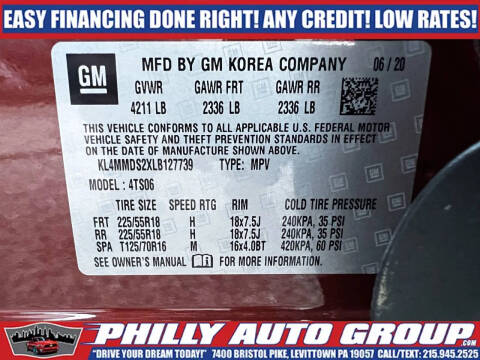 EASY FINANCING DONE RIGHT! ANY CREDIT! LOW RATES!
GM
MFD BY GM KOREA COMPANY 06/20
GVWR GAWR FRT GAWR RR
4211 LB 2336 LB 2336 LB
THIS VEHICLE CONFORMS TO ALL APPLICABLE U.S. FEDERAL MOTOR
VEHICLE SAFETY AND THEFT PREVENTION STANDARDS IN EFFECT
ON THE DATE OF MANUFACTURE SHOWN ABOVE.
KL4MMDS2XLB127739 TYPE: MPV
MODEL: 4TS06
TIRE SIZE SPEED RTG RIM COLD TIRE PRESSURE
FRT 225/55R18 H 18x7.5J 240KPA, 35 PSI
RR 225/55R18 H 18x7.5J 240KPA, 35 PSI
SPA T125/70R16 M 16x4.0BT 420KPA, 60 PSI
SEE OWNER'S MANUAL FOR MORE INFORMATION.
PHILLY AUTO GROUP.COM
"DRIVE YOUR DREAM TODAY!" 7400 BRISTOL PIKE, LEVITTOWN PA 19057 CALL/TEXT: 215.945.2525